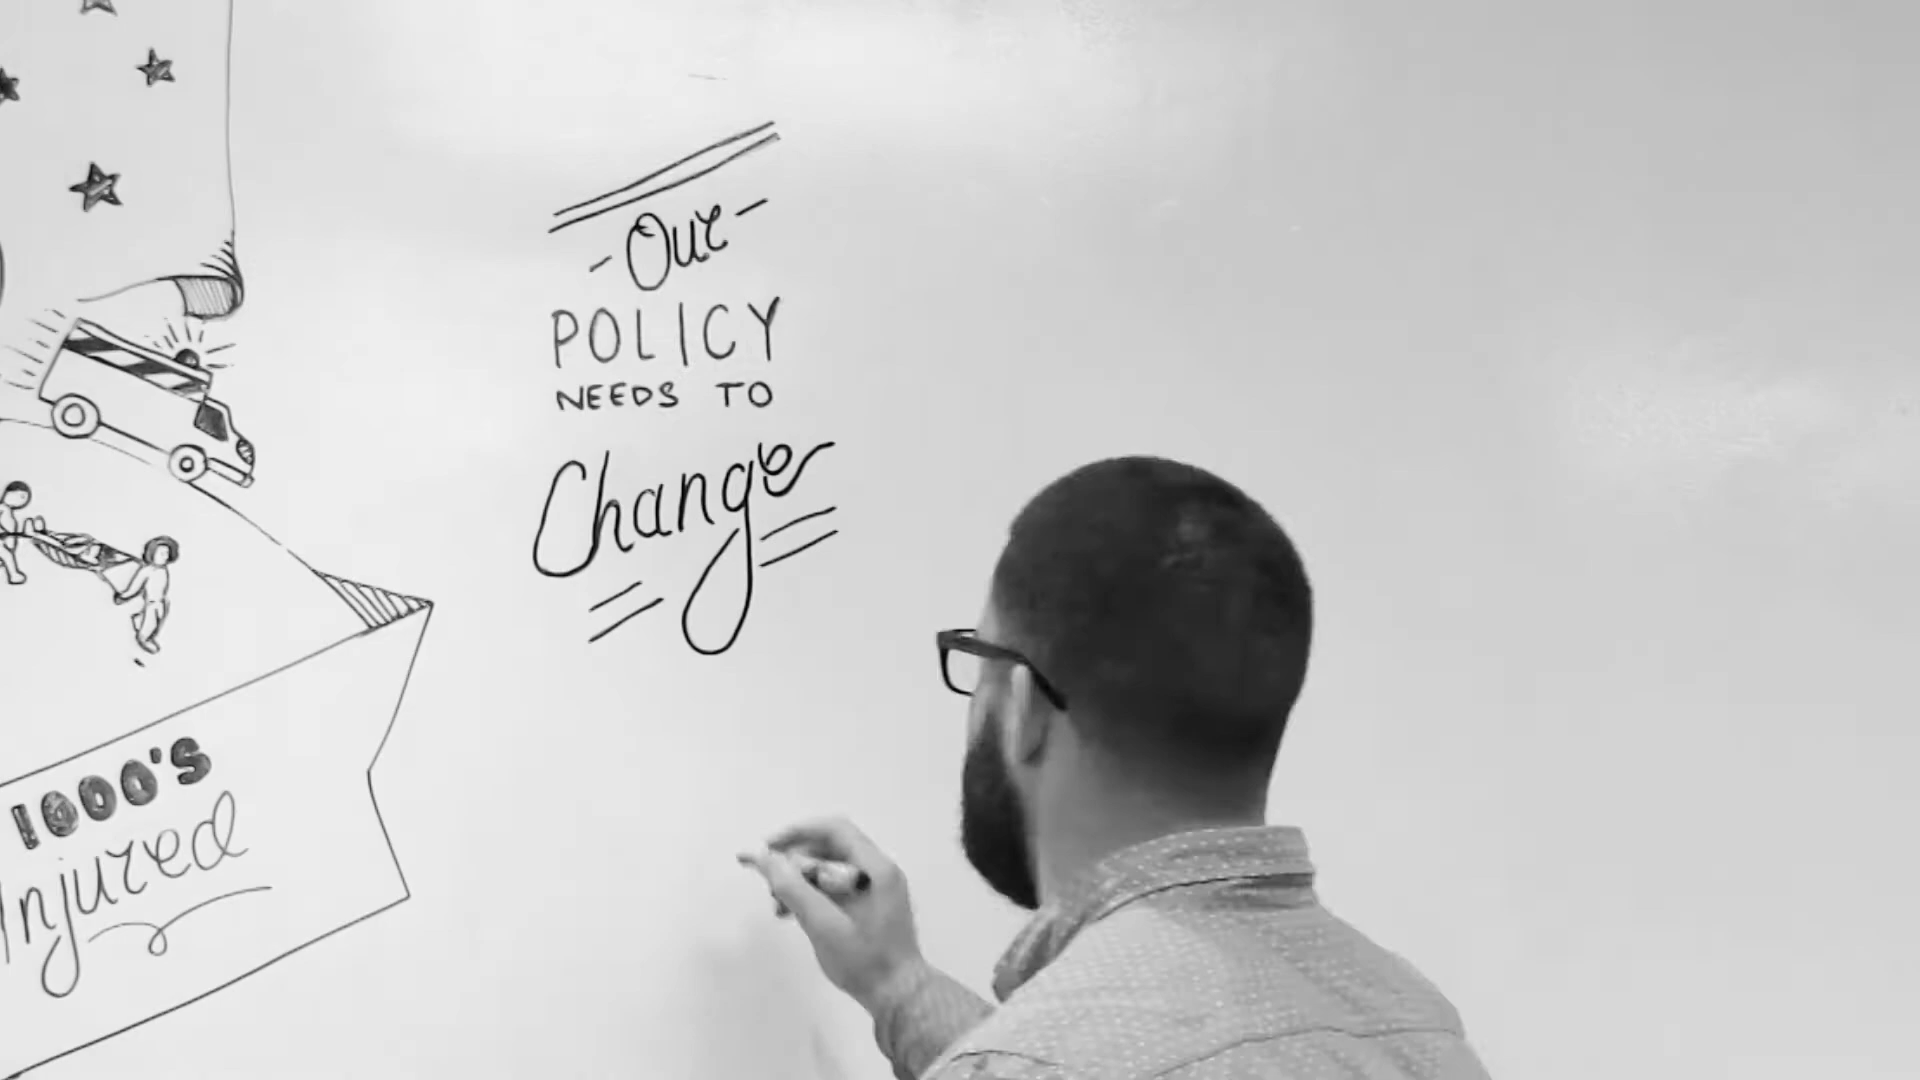 Our
POLICY
NEEDS TO
Change
1000'S
Injured